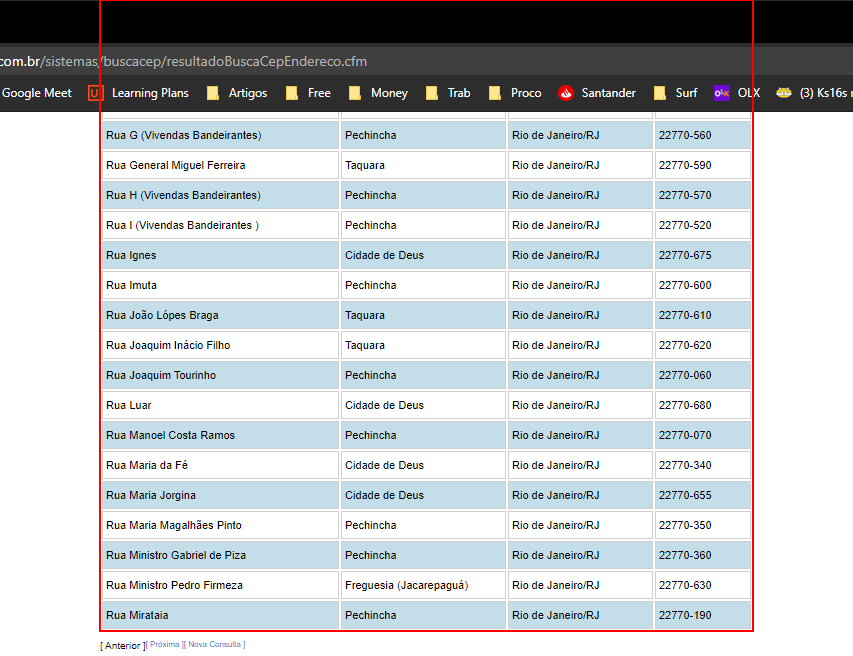 com.br/sistemas/buscacep/resultadoBuscaCepEndereco.cfm
Google Meet U Learning Plans Artigos Free Money Trab Proco Santander Surf OLX OLX (3) Ks16s
Rua G (Vivendas Bandeirantes) Pechincha Rio de Janeiro/RJ 22770-560
Rua General Miguel Ferreira Taquara Rio de Janeiro/RJ 22770-590
Rua H (Vivendas Bandeirantes) Pechincha Rio de Janeiro/RJ 22770-570
Rua I (Vivendas Bandeirantes ) Pechincha Rio de Janeiro/RJ 22770-520
Rua Ignes Cidade de Deus Rio de Janeiro/RJ 22770-675
Rua Imuta Pechincha Rio de Janeiro/RJ 22770-600
Rua João Lópes Braga Taquara Rio de Janeiro/RJ 22770-610
Rua Joaquim Inácio Filho Taquara Rio de Janeiro/RJ 22770-620
Rua Joaquim Tourinho Pechincha Rio de Janeiro/RJ 22770-060
Rua Luar Cidade de Deus Rio de Janeiro/RJ 22770-680
Rua Manoel Costa Ramos Pechincha Rio de Janeiro/RJ 22770-070
Rua Maria da Fé Cidade de Deus Rio de Janeiro/RJ 22770-340
Rua Maria Jorgina Cidade de Deus Rio de Janeiro/RJ 22770-655
Rua Maria Magalhães Pinto Pechincha Rio de Janeiro/RJ 22770-350
Rua Ministro Gabriel de Piza Pechincha Rio de Janeiro/RJ 22770-360
Rua Ministro Pedro Firmeza Freguesia (Jacarepaguá) Rio de Janeiro/RJ 22770-630
Rua Mirataia Pechincha Rio de Janeiro/RJ 22770-190
[ Anterior ][ Próxima ][ Nova Consulta ]